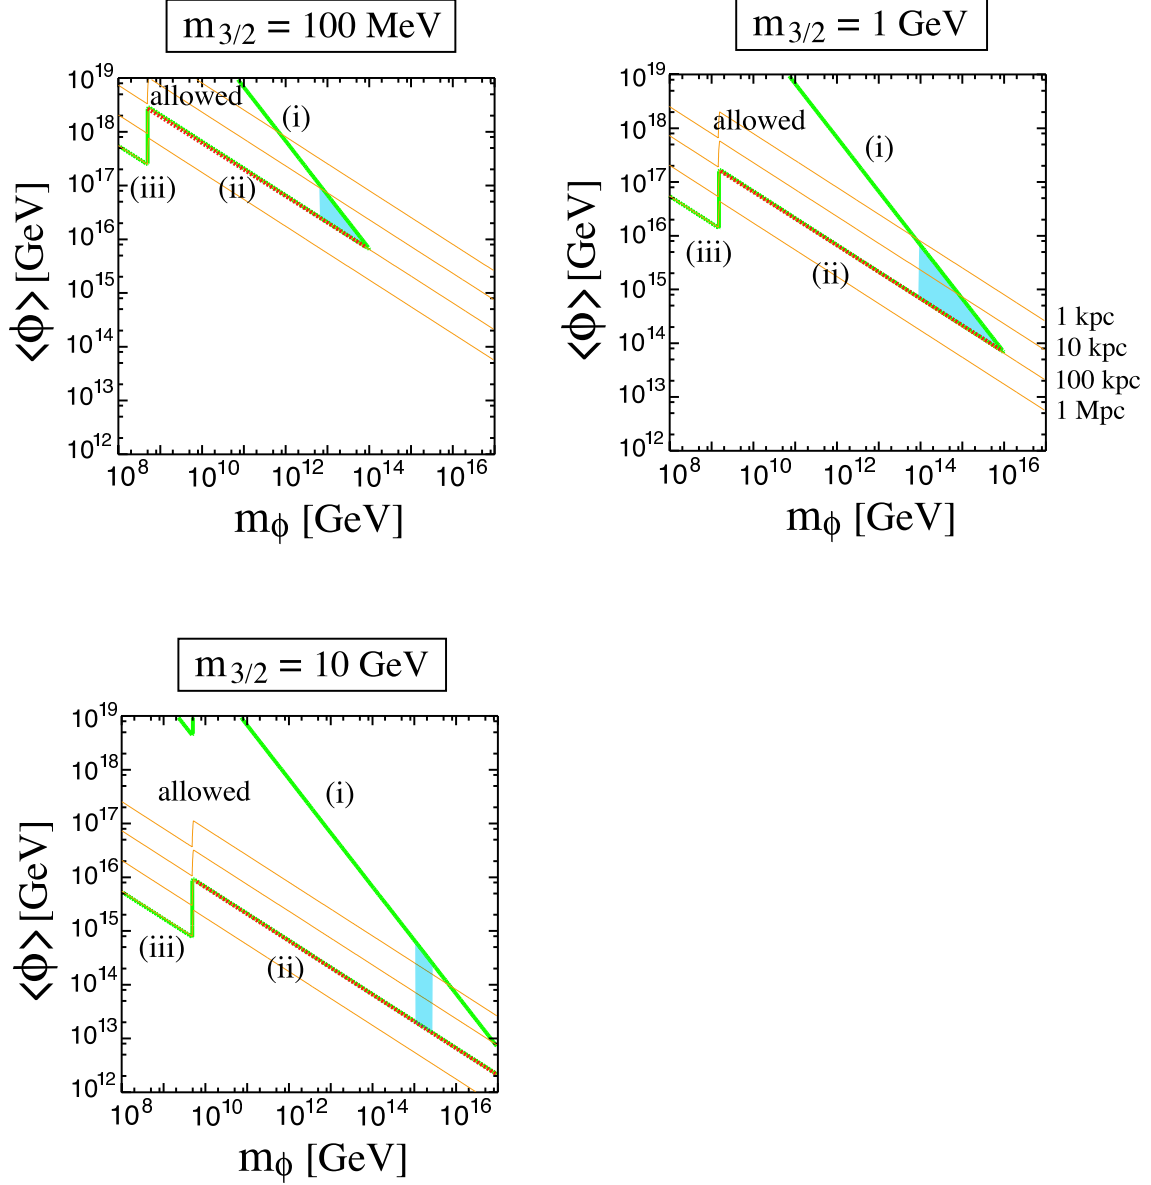 m3/2 = 100 MeV
10^19
10^18
10^17
10^16
10^15
10^14
10^13
10^12
<ϕ> [GeV]
allowed
(i)
(ii)
(iii)
10^8 10^10 10^12 10^14 10^16
mϕ [GeV]
m3/2 = 1 GeV
10^19
10^18
10^17
10^16
10^15
10^14
10^13
10^12
<ϕ> [GeV]
allowed
(i)
(iii)
(ii)
1 kpc
10 kpc
100 kpc
1 Mpc
10^8 10^10 10^12 10^14 10^16
mϕ [GeV]
m3/2 = 10 GeV
10^19
10^18
10^17
10^16
10^15
10^14
10^13
10^12
<ϕ> [GeV]
allowed
(i)
(iii)
(ii)
10^8 10^10 10^12 10^14 10^16
mϕ [GeV]